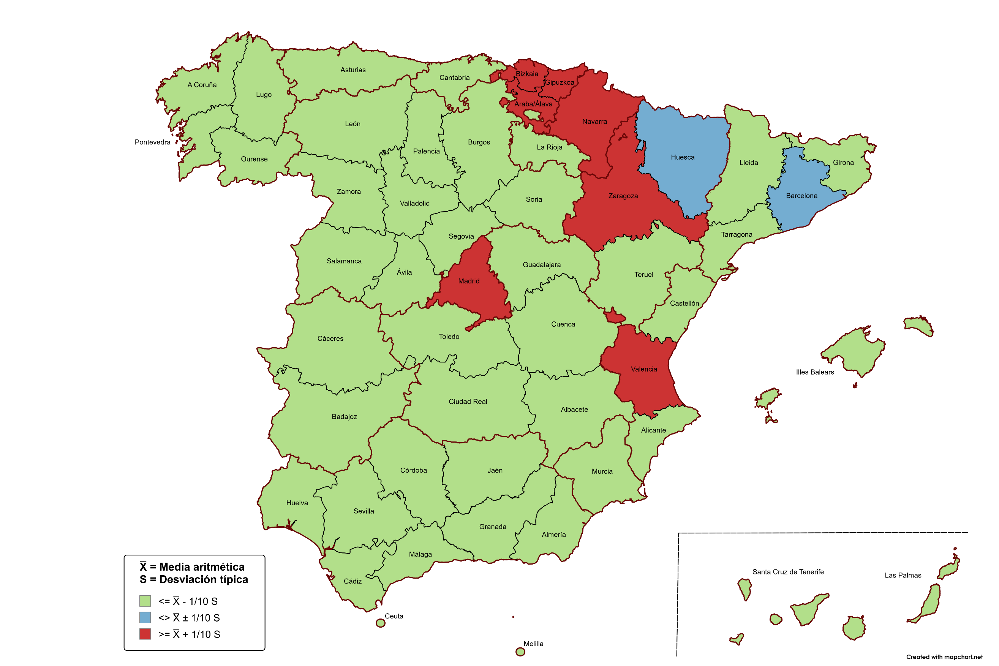 Asturias
Cantabria
Bizkaia
Gipuzkoa
A Coruña
Lugo
Araba/Álava
Navarra
León
Pontevedra
Burgos
La Rioja
Palencia
Ourense
Huesca
Lleida
Girona
Zamora
Valladolid
Soria
Zaragoza
Barcelona
Segovia
Tarragona
Salamanca
Ávila
Guadalajara
Madrid
Teruel
Castellón
Cuenca
Cáceres
Toledo
Valencia
Illes Balears
Ciudad Real
Albacete
Badajoz
Alicante
Córdoba
Jaén
Murcia
Huelva
Sevilla
Granada
Almería
Málaga
Cádiz
Ceuta
Melilla
Santa Cruz de Tenerife
Las Palmas
X̅ = Media aritmética
S = Desviación típica
<= X̅ - 1/10 S
<> X̅ ± 1/10 S
>= X̅ + 1/10 S
Created with mapchart.net